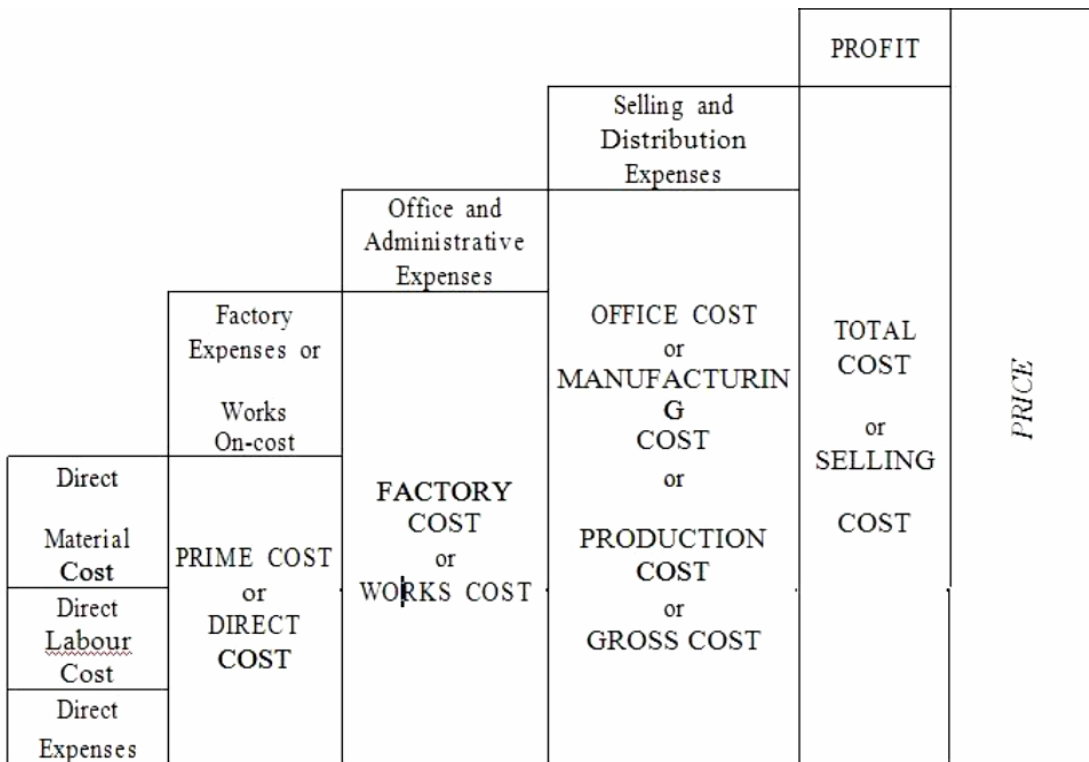 PROFIT
Selling and
Distribution
Expenses
Office and
Administrative
Expenses
Factory
Expenses or
Works
On-cost
Direct
Material
Cost
Direct
Labour
Cost
Direct
Expenses
PRIME COST
or
DIRECT
COST
FACTORY
COST
or
WORKS COST
OFFICE COST
or
MANUFACTURIN
G
COST
or
PRODUCTION
COST
or
GROSS COST
TOTAL
COST
or
SELLING
COST
PRICE